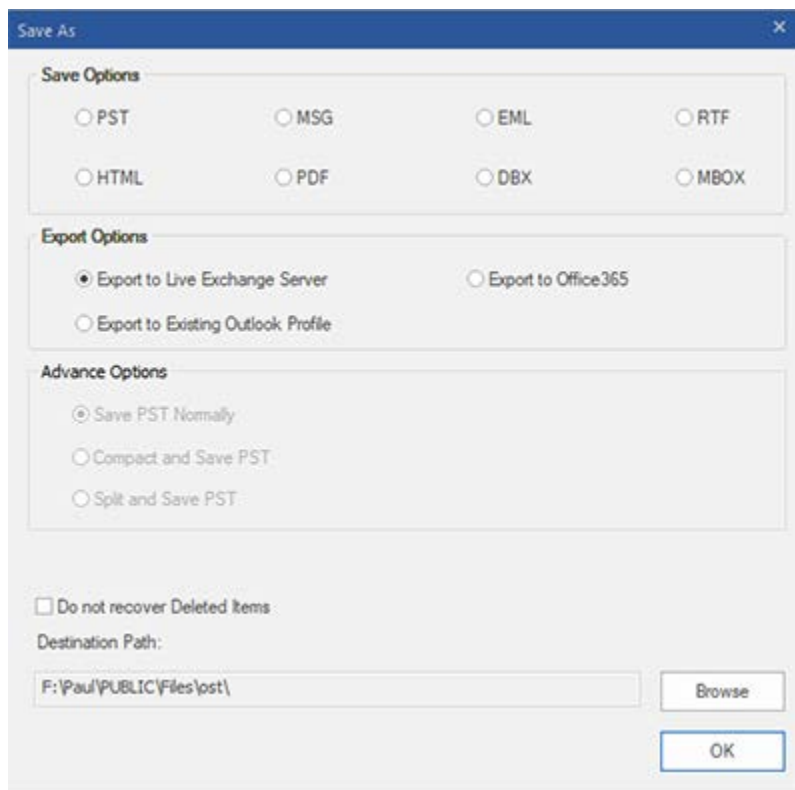 Save As
Save Options
PST MSG EML RTF
HTML PDF DBX MBOX
Export Options
Export to Live Exchange Server Export to Office365
Export to Existing Outlook Profile
Advance Options
Save PST Normally
Compact and Save PST
Split and Save PST
Do not recover Deleted Items
Destination Path:
F:\Paul\PUBLIC\Files\ost\ Browse
OK